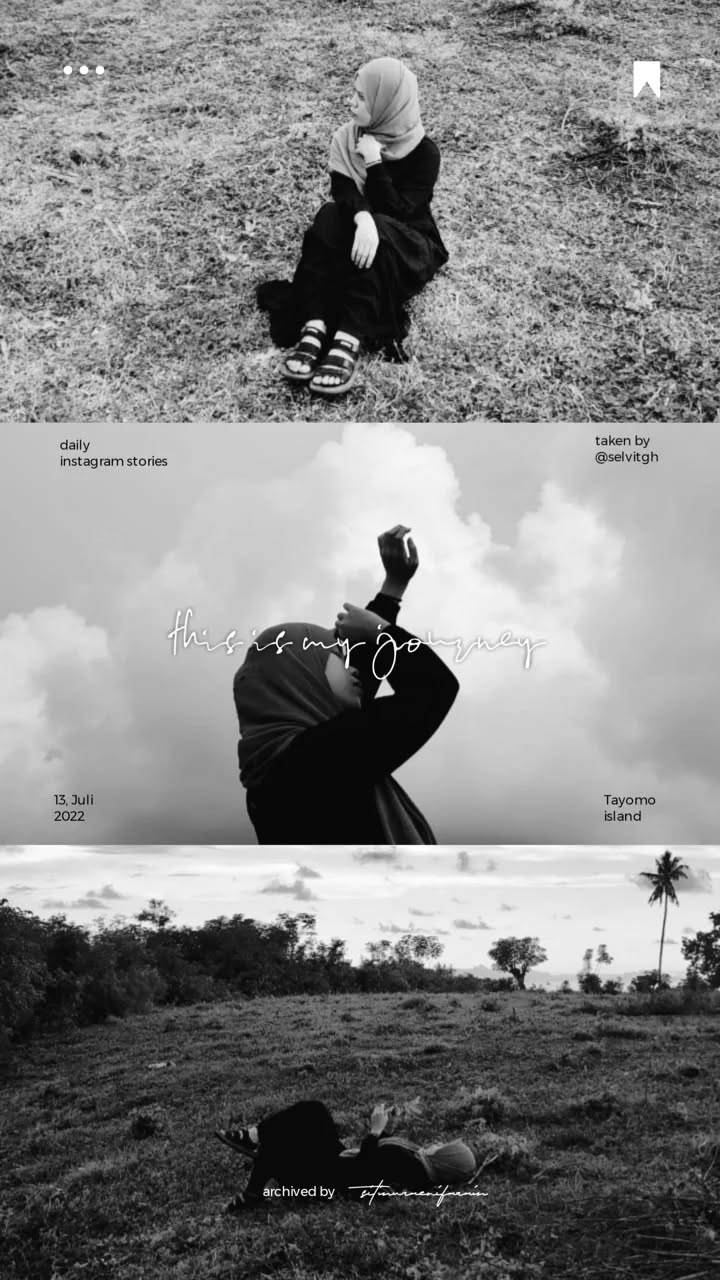 daily
instagram stories
taken by
@selvitgh
this is my journey
13, Juli
2022
Tayomo
island
archived by